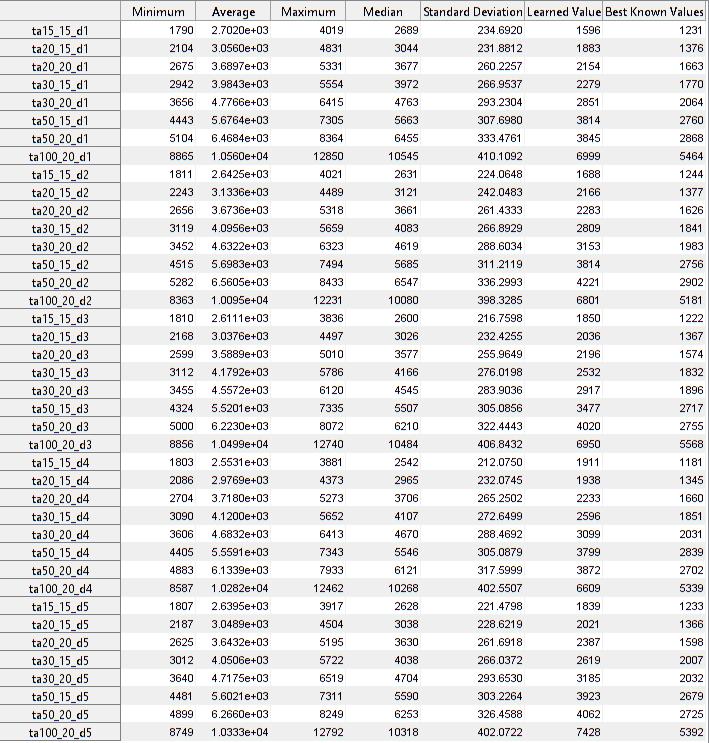 Minimum Average Maximum Median Standard Deviation Learned Value Best Known Values
ta15_15_d1 1790 2.7020e+03 4019 2689 234.6920 1596 1231
ta20_15_d1 2104 3.0560e+03 4831 3044 231.8812 1883 1376
ta20_20_d1 2675 3.6897e+03 5331 3677 260.2257 2154 1663
ta30_15_d1 2942 3.9843e+03 5554 3972 266.9537 2279 1770
ta30_20_d1 3656 4.7766e+03 6415 4763 293.2304 2851 2064
ta50_15_d1 4443 5.6764e+03 7305 5663 307.6980 3814 2760
ta50_20_d1 5104 6.4684e+03 8364 6455 333.4761 3845 2868
ta100_20_d1 8865 1.0560e+04 12850 10545 410.1092 6999 5464
ta15_15_d2 1811 2.6425e+03 4021 2631 224.0648 1688 1244
ta20_15_d2 2243 3.1336e+03 4489 3121 242.0483 2166 1377
ta20_20_d2 2656 3.6736e+03 5318 3661 261.4333 2283 1626
ta30_15_d2 3119 4.0956e+03 5659 4083 266.8929 2809 1841
ta30_20_d2 3452 4.6322e+03 6323 4619 288.6034 3153 1983
ta50_15_d2 4515 5.6983e+03 7494 5685 311.2119 3814 2756
ta50_20_d2 5282 6.5605e+03 8433 6547 336.2993 4221 2902
ta100_20_d2 8363 1.0095e+04 12231 10080 398.3285 6801 5181
ta15_15_d3 1810 2.6111e+03 3836 2600 216.7598 1850 1222
ta20_15_d3 2168 3.0376e+03 4497 3026 232.4255 2036 1367
ta20_20_d3 2599 3.5889e+03 5010 3577 255.9649 2196 1574
ta30_15_d3 3112 4.1792e+03 5786 4166 276.0198 2532 1832
ta30_20_d3 3455 4.5572e+03 6120 4545 283.9036 2917 1896
ta50_15_d3 4324 5.5201e+03 7335 5507 305.0856 3477 2717
ta50_20_d3 5000 6.2230e+03 8072 6210 322.4443 4020 2755
ta100_20_d3 8856 1.0499e+04 12740 10484 406.8432 6950 5568
ta15_15_d4 1803 2.5531e+03 3881 2542 212.0750 1911 1181
ta20_15_d4 2086 2.9769e+03 4373 2965 232.0745 1938 1345
ta20_20_d4 2704 3.7180e+03 5273 3706 265.2502 2233 1660
ta30_15_d4 3090 4.1200e+03 5652 4107 272.6499 2596 1851
ta30_20_d4 3606 4.6832e+03 6413 4670 288.4692 3099 2031
ta50_15_d4 4405 5.5591e+03 7343 5546 305.0879 3799 2839
ta50_20_d4 4883 6.1339e+03 7933 6121 317.5999 3872 2702
ta100_20_d4 8587 1.0282e+04 12462 10268 402.5507 6609 5339
ta15_15_d5 1807 2.6395e+03 3917 2628 221.4798 1839 1233
ta20_15_d5 2187 3.0489e+03 4504 3038 228.6219 2021 1366
ta20_20_d5 2625 3.6432e+03 5195 3630 261.6918 2387 1598
ta30_15_d5 3012 4.0506e+03 5722 4038 266.0372 2619 2007
ta30_20_d5 3640 4.7175e+03 6519 4704 293.6530 3185 2032
ta50_15_d5 4481 5.6021e+03 7311 5590 303.2264 3923 2679
ta50_20_d5 4899 6.2660e+03 8249 6253 326.4588 4062 2725
ta100_20_d5 8749 1.0333e+04 12792 10318 402.0722 7428 5392